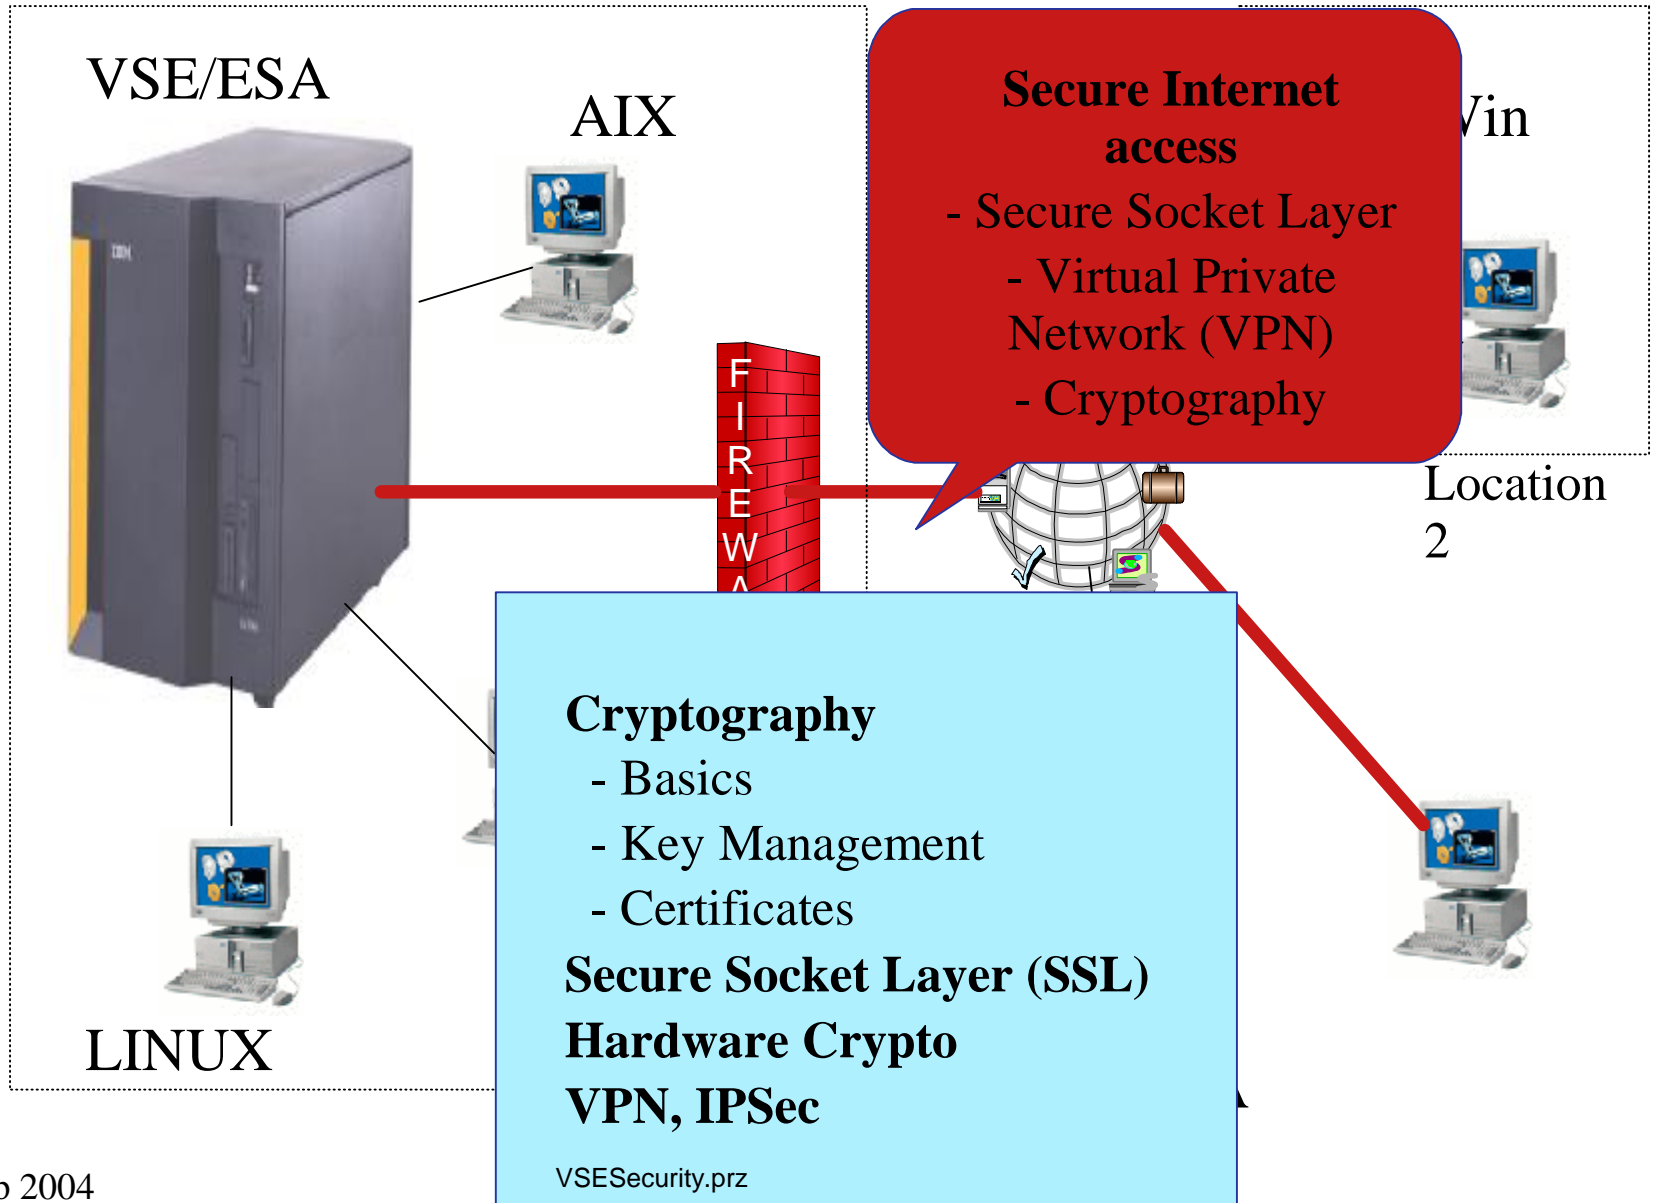 VSE/ESA
AIX
Secure Internet
access
- Secure Socket Layer
- Virtual Private
Network (VPN)
- Cryptography
IBM
F
I
R
E
W
A
Location
2
Cryptography
- Basics
- Key Management
- Certificates
Secure Socket Layer (SSL)
Hardware Crypto
VPN, IPSec
LINUX
VSESecurity.prz
2004